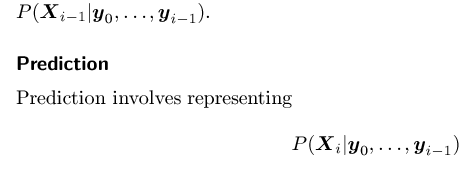 P(X_{i−1}|y_0, …, y_{i−1}).
Prediction
Prediction involves representing
P(X_i|y_0, …, y_{i−1})